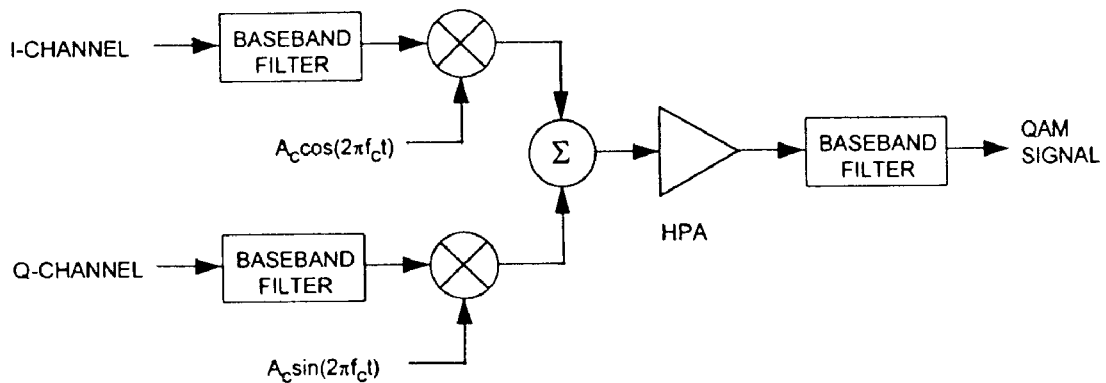 I-CHANNEL
BASEBAND
FILTER
A_c cos(2πf_c t)
Σ
HPA
BASEBAND
FILTER
QAM
SIGNAL
Q-CHANNEL
BASEBAND
FILTER
A_c sin(2πf_c t)